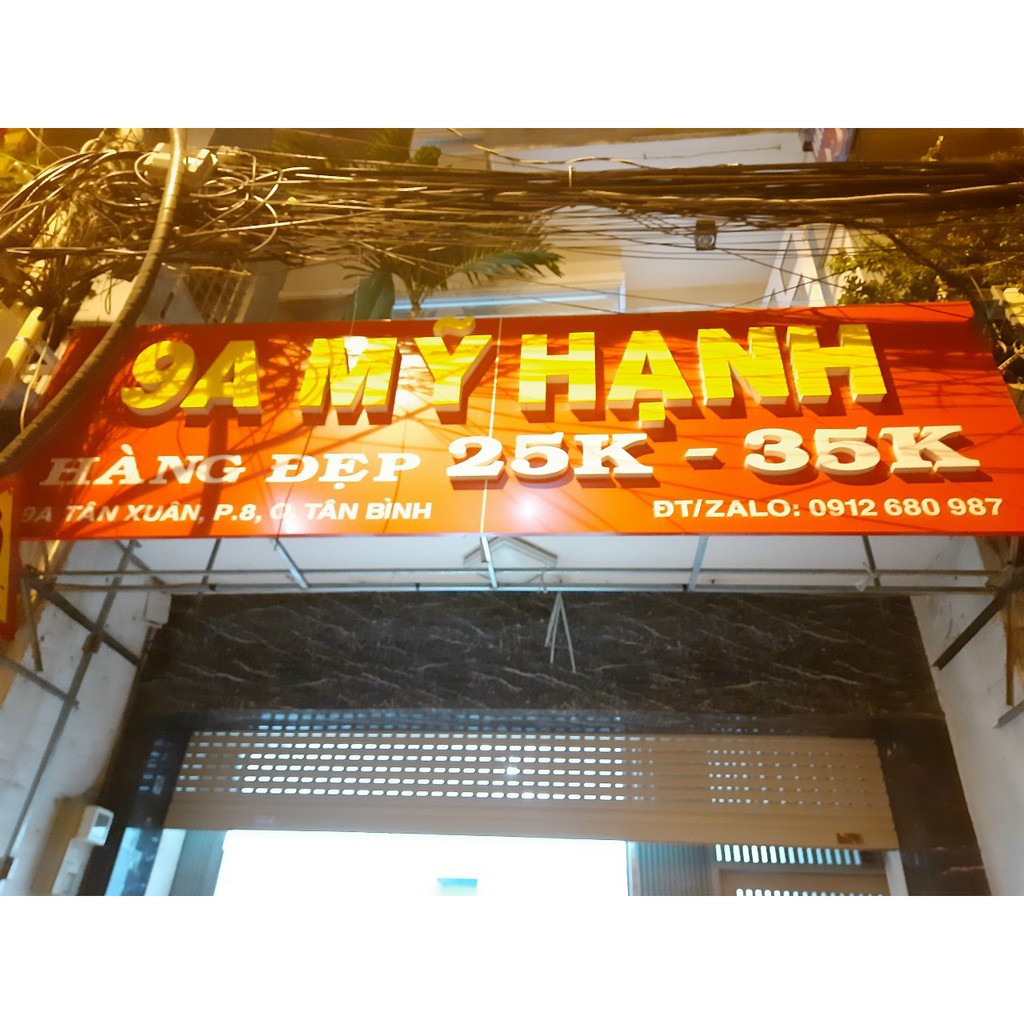 9A MỸ HẠNH
HÀNG ĐẸP 25K - 35K
9A TÂN XUÂN, P.8, Q. TÂN BÌNH
ĐT/ZALO: 0912 680 987